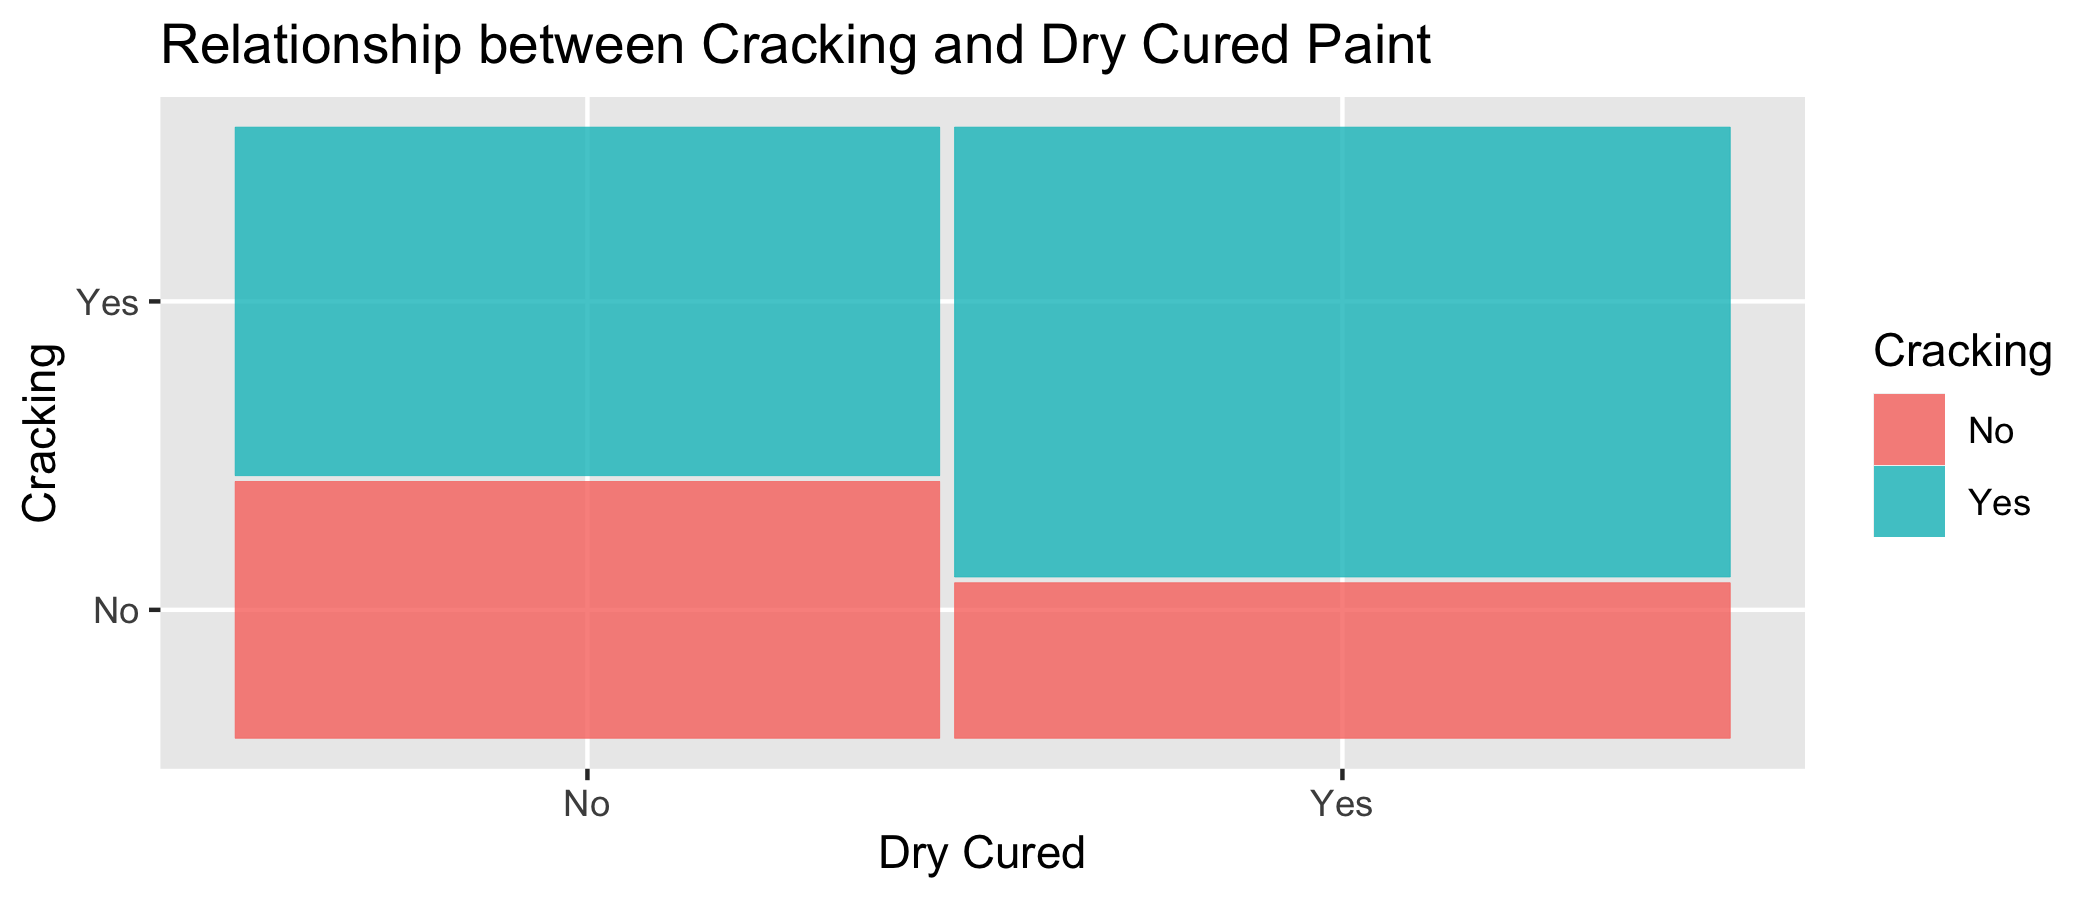 Relationship between Cracking and Dry Cured Paint
Cracking
Yes
No
No
Yes
Dry Cured
Cracking
No
Yes